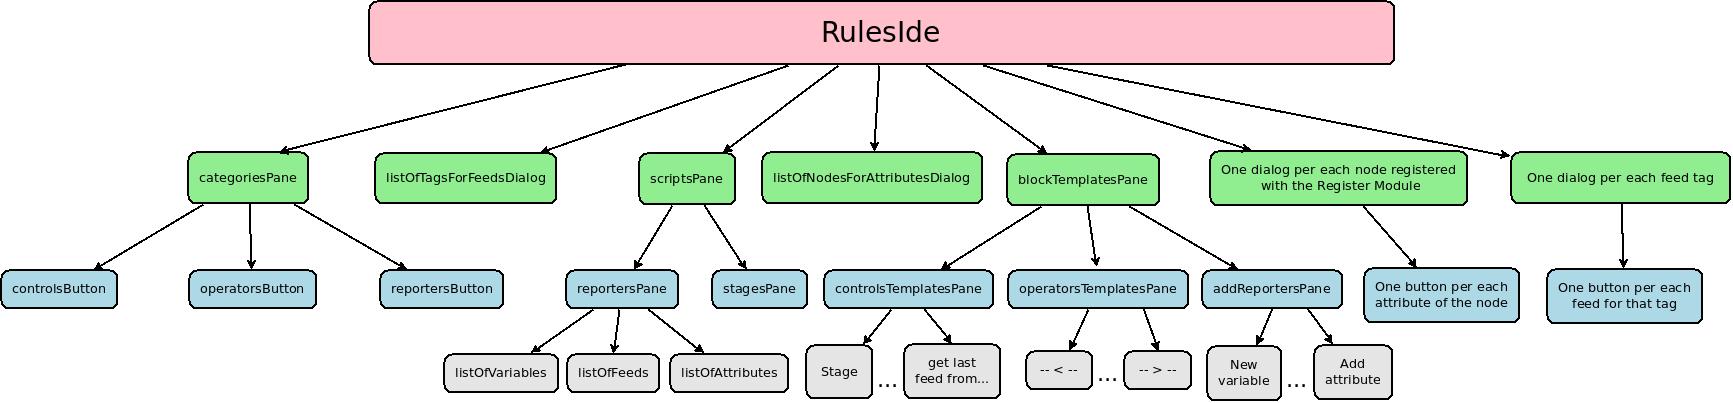 RulesIde
categoriesPane
listOfTagsForFeedsDialog
scriptsPane
listOfNodesForAttributesDialog
blockTemplatesPane
One dialog per each node registered
with the Register Module
One dialog per each feed tag
controlsButton
operatorsButton
reportersButton
reportersPane
stagesPane
controlsTemplatesPane
operatorsTemplatesPane
addReportersPane
One button per each
attribute of the node
One button per each
feed for that tag
listOfVariables
listOfFeeds
listOfAttributes
Stage
...
get last
feed from...
-- < --
...
-- > --
New
variable
...
Add
attribute